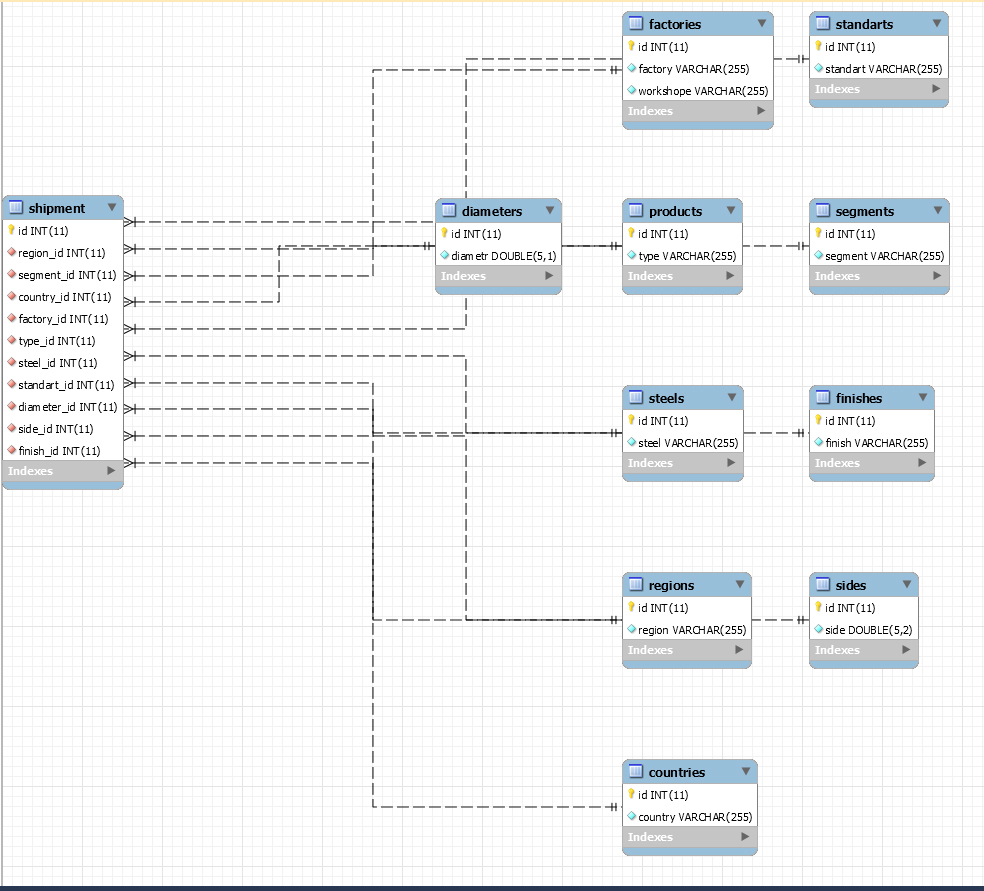 factories
id INT(11)
factory VARCHAR(255)
workshope VARCHAR(255)
Indexes
standarts
id INT(11)
standart VARCHAR(255)
Indexes
shipment
id INT(11)
region_id INT(11)
segment_id INT(11)
country_id INT(11)
factory_id INT(11)
type_id INT(11)
steel_id INT(11)
standart_id INT(11)
diameter_id INT(11)
side_id INT(11)
finish_id INT(11)
Indexes
diameters
id INT(11)
diametr DOUBLE(5,1)
Indexes
products
id INT(11)
type VARCHAR(255)
Indexes
segments
id INT(11)
segment VARCHAR(255)
Indexes
steels
id INT(11)
steel VARCHAR(255)
Indexes
finishes
id INT(11)
finish VARCHAR(255)
Indexes
regions
id INT(11)
region VARCHAR(255)
Indexes
sides
id INT(11)
side DOUBLE(5,2)
Indexes
countries
id INT(11)
country VARCHAR(255)
Indexes